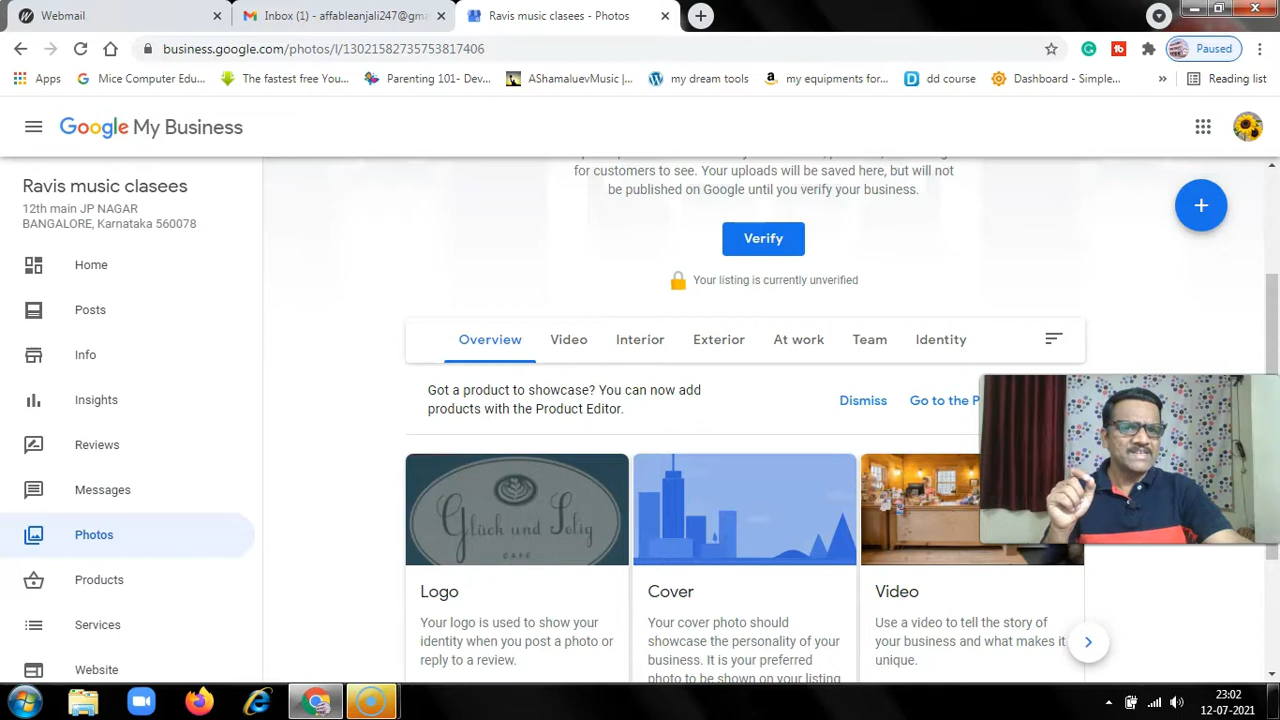 Webmail
Inbox (1) - affableanjali247@gma
Ravis music clasees - Photos
business.google.com/photos/l/13021582735753817406
Paused
Apps
Mice Computer Edu...
The fastest free You...
Parenting 101- Dev...
AShamaluevMusic |...
my dream tools
my equipments for...
dd course
Dashboard - Simple...
»
Reading list
Google My Business
Ravis music clasees
12th main JP NAGAR
BANGALORE, Karnataka 560078
Home
Posts
Info
Insights
Reviews
Messages
Photos
Products
Services
Website
for customers to see. Your uploads will be saved here, but will not
be published on Google until you verify your business.
Verify
Your listing is currently unverified
Overview
Video
Interior
Exterior
At work
Team
Identity
Got a product to showcase? You can now add
products with the Product Editor.
Dismiss
Go to the P
Glück und Selig
CAFE
Logo
Your logo is used to show your
identity when you post a photo or
reply to a review.
Cover
Your cover photo should
showcase the personality of your
business. It is your preferred
photo to be shown on your listing
Video
Use a video to tell the story of
your business and what makes it
unique.
23:02
12-07-2021